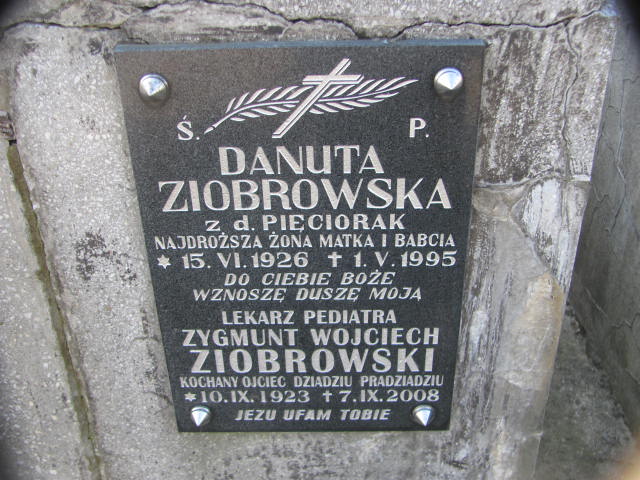 Ś. P.
DANUTA
ZIOBROWSKA
z d. PIĘCIORAK
NAJDROŻSZA ŻONA MATKA I BABCIA
* 15. VI. 1926 ✝ 1. V. 1995
DO CIEBIE BOŻE
WZNOSZĘ DUSZĘ MOJĄ
LEKARZ PEDIATRA
ZYGMUNT WOJCIECH
ZIOBROWSKI
KOCHANY OJCIEC DZIADZIU PRADZIADZIU
* 10. IX. 1923 ✝ 7. IX. 2008
JEZU UFAM TOBIE